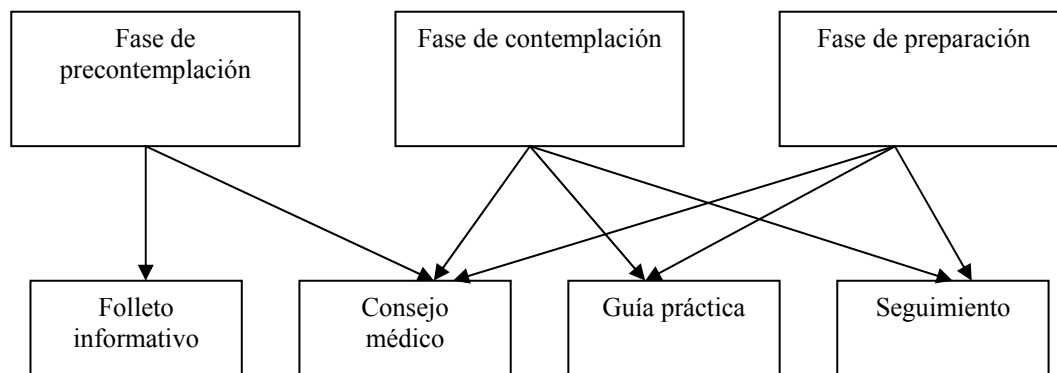 Fase de
precontemplación
Fase de contemplación
Fase de preparación
Folleto
informativo
Consejo
médico
Guía práctica
Seguimiento